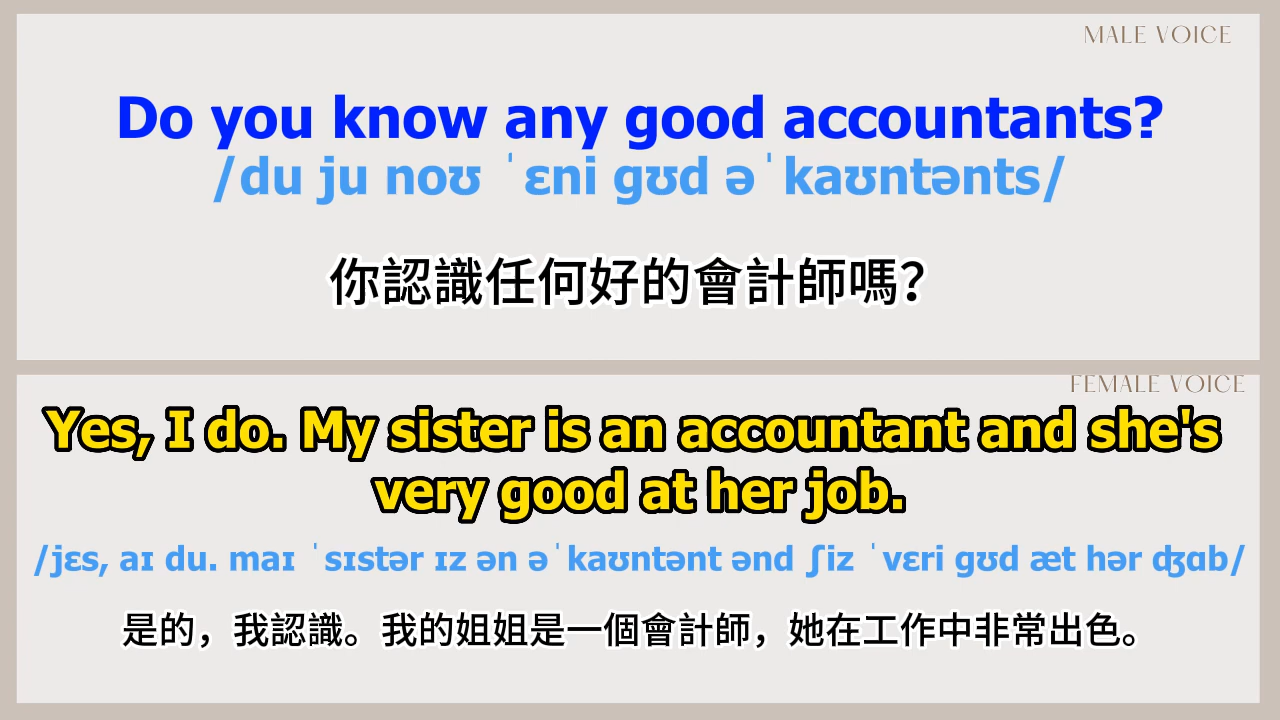 MALE VOICE
Do you know any good accountants?
/du ju noʊ ˈɛni gʊd əˈkaʊntənts/
你認識任何好的會計師嗎?
FEMALE VOICE
Yes, I do. My sister is an accountant and she's
very good at her job.
/jɛs, aɪ du. maɪ ˈsɪstər ɪz ən əˈkaʊntənt ənd ʃiz ˈvɛri gʊd æt hər ʤɑb/
是的，我認識。我的姐姐是一個會計師，她在工作中非常出色。